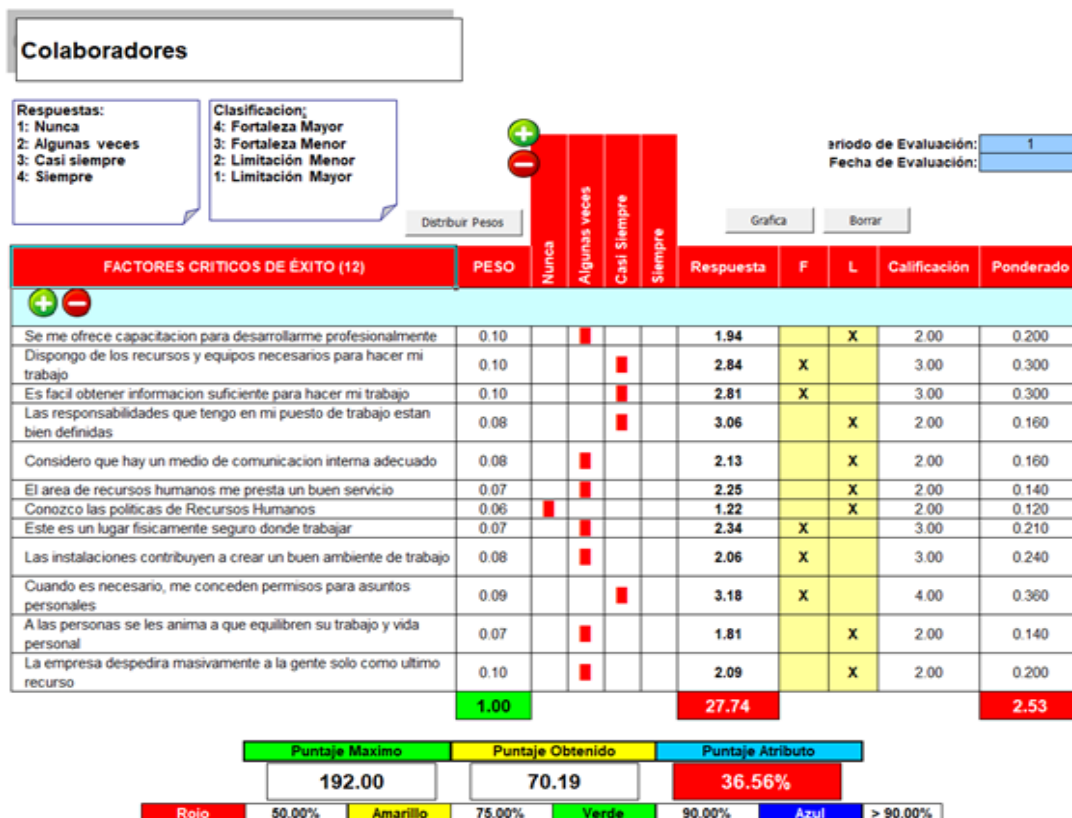 Colaboradores
Respuestas:
1: Nunca
2: Algunas veces
3: Casi siempre
4: Siempre
Clasificacion:
4: Fortaleza Mayor
3: Fortaleza Menor
2: Limitación Menor
1: Limitación Mayor
eriodo de Evaluación: 1
Fecha de Evaluación:
Distribuir Pesos
Grafica
Borrar
FACTORES CRITICOS DE ÉXITO (12) PESO Nunca Algunas veces Casi Siempre Siempre Respuesta F L Calificación Ponderado
Se me ofrece capacitacion para desarrollarme profesionalmente 0.10 1.94 X 2.00 0.200
Dispongo de los recursos y equipos necesarios para hacer mi
trabajo 0.10 2.84 X 3.00 0.300
Es facil obtener informacion suficiente para hacer mi trabajo 0.10 2.81 X 3.00 0.300
Las responsabilidades que tengo en mi puesto de trabajo estan
bien definidas 0.08 3.06 X 2.00 0.160
Considero que hay un medio de comunicacion interna adecuado 0.08 2.13 X 2.00 0.160
El area de recursos humanos me presta un buen servicio 0.07 2.25 X 2.00 0.140
Conozco las politicas de Recursos Humanos 0.06 1.22 X 2.00 0.120
Este es un lugar fisicamente seguro donde trabajar 0.07 2.34 X 3.00 0.210
Las instalaciones contribuyen a crear un buen ambiente de trabajo 0.08 2.06 X 3.00 0.240
Cuando es necesario, me conceden permisos para asuntos
personales 0.09 3.18 X 4.00 0.360
A las personas se les anima a que equilibren su trabajo y vida
personal 0.07 1.81 X 2.00 0.140
La empresa despedira masivamente a la gente solo como ultimo
recurso 0.10 2.09 X 2.00 0.200
1.00 27.74 2.53
Puntaje Maximo Puntaje Obtenido Puntaje Atributo
192.00 70.19 36.56%
Rojo 50.00% Amarillo 75.00% Verde 90.00% Azul > 90.00%